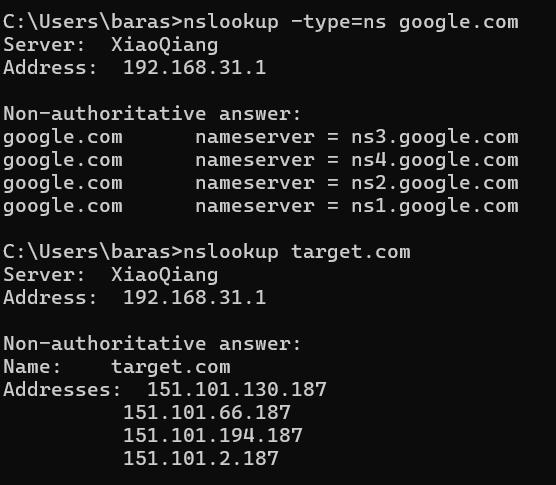 C:\Users\baras>nslookup -type=ns google.com
Server:  XiaoQiang
Address:  192.168.31.1

Non-authoritative answer:
google.com      nameserver = ns3.google.com
google.com      nameserver = ns4.google.com
google.com      nameserver = ns2.google.com
google.com      nameserver = ns1.google.com

C:\Users\baras>nslookup target.com
Server:  XiaoQiang
Address:  192.168.31.1

Non-authoritative answer:
Name:    target.com
Addresses:  151.101.130.187
          151.101.66.187
          151.101.194.187
          151.101.2.187